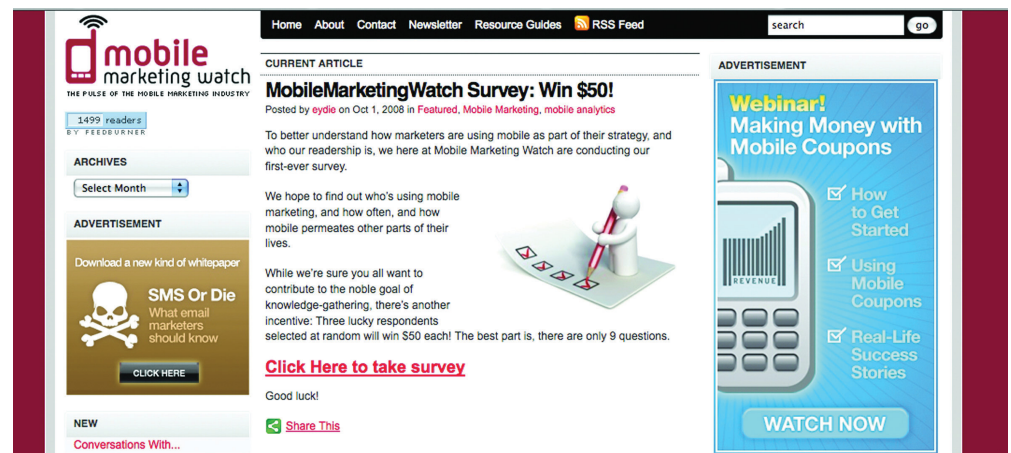 Home About Contact Newsletter Resource Guides RSS Feed
search go
mobile
marketing watch
THE PULSE OF THE MOBILE MARKETING INDUSTRY
1499 readers
BY FEEDBURNER
ARCHIVES
Select Month
ADVERTISEMENT
Download a new kind of whitepaper
SMS Or Die
What email
marketers
should know
CLICK HERE
NEW
Conversations With...
CURRENT ARTICLE
MobileMarketingWatch Survey: Win $50!
Posted by eydie on Oct 1, 2008 in Featured, Mobile Marketing, mobile analytics
To better understand how marketers are using mobile as part of their strategy, and
who our readership is, we here at Mobile Marketing Watch are conducting our
first-ever survey.
We hope to find out who's using mobile
marketing, and how often, and how
mobile permeates other parts of their
lives.
While we're sure you all want to
contribute to the noble goal of
knowledge-gathering, there's another
incentive: Three lucky respondents
selected at random will win $50 each! The best part is, there are only 9 questions.
Click Here to take survey
Good luck!
Share This
ADVERTISEMENT
Webinar!
Making Money with
Mobile Coupons
How
to Get
Started
Using
Mobile
Coupons
Real-Life
Success
Stories
REVENUE
WATCH NOW